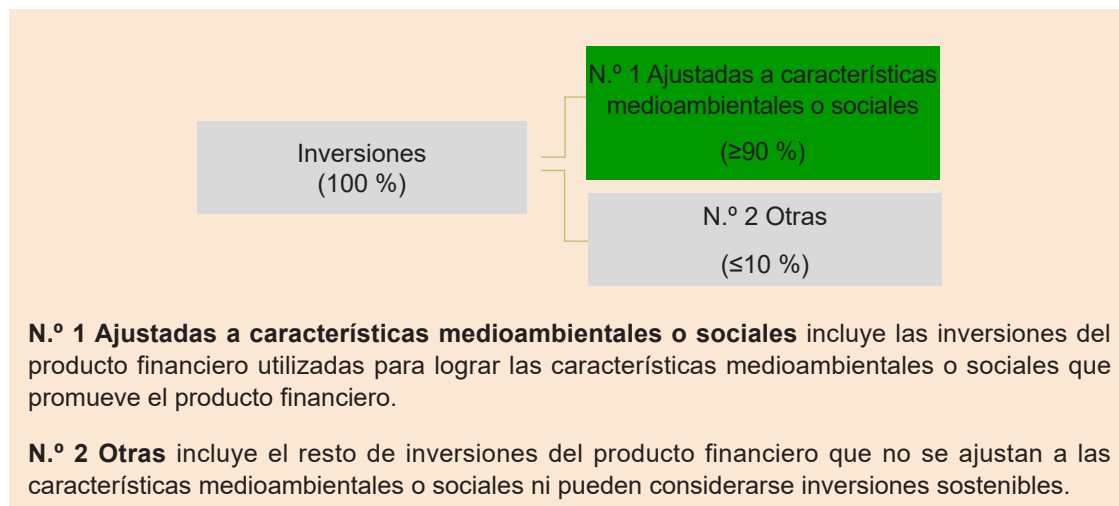 N.º 1 Ajustadas a características
medioambientales o sociales
(≥90 %)
Inversiones
(100 %)
N.º 2 Otras
(≤10 %)
N.º 1 Ajustadas a características medioambientales o sociales incluye las inversiones del
producto financiero utilizadas para lograr las características medioambientales o sociales que
promueve el producto financiero.
N.º 2 Otras incluye el resto de inversiones del producto financiero que no se ajustan a las
características medioambientales o sociales ni pueden considerarse inversiones sostenibles.